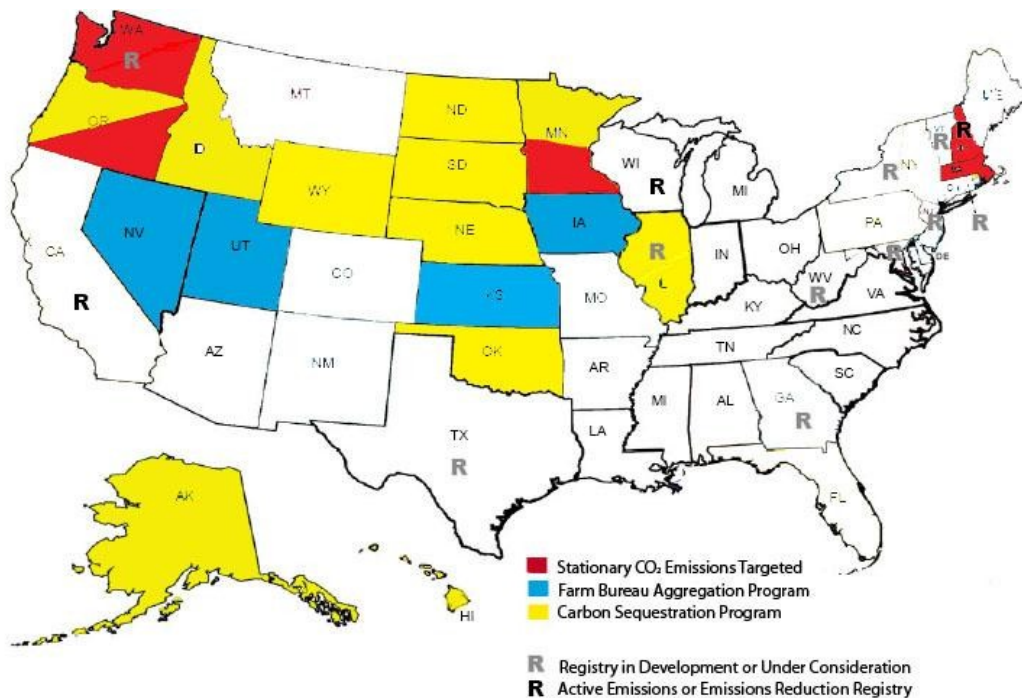 WA
R
MT
ND
MN
OR
ID
SD
WI
R
MI
WY
NE
IA
NV
UT
CO
KS
CA
R
R
IL
IN
OH
PA
NY
R
R
R
R
R
R
DE
WV
R
VA
MO
KY
NC
TN
SC
AZ
NM
OK
AR
MI
AL
GA
R
LA
TX
R
FL
AK
HI
Stationary CO₂ Emissions Targeted
Farm Bureau Aggregation Program
Carbon Sequestration Program
R Registry in Development or Under Consideration
R Active Emissions or Emissions Reduction Registry